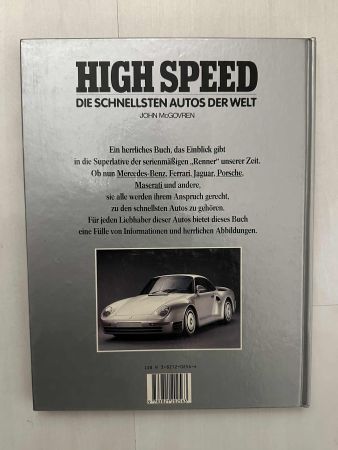 HIGH SPEED
DIE SCHNELLSTEN AUTOS DER WELT
JOHN McGOVREN
Ein herrliches Buch, das Einblick gibt
in die Superlative der serienmäßigen „Renner" unserer Zeit.
Ob nun Mercedes-Benz, Ferrari, Jaguar, Porsche,
Maserati und andere,
sie alle werden ihrem Anspruch gerecht,
zu den schnellsten Autos zu gehören.
Für jeden Liebhaber dieser Autos bietet dieses Buch
eine Fülle von Informationen und herrlichen Abbildungen.